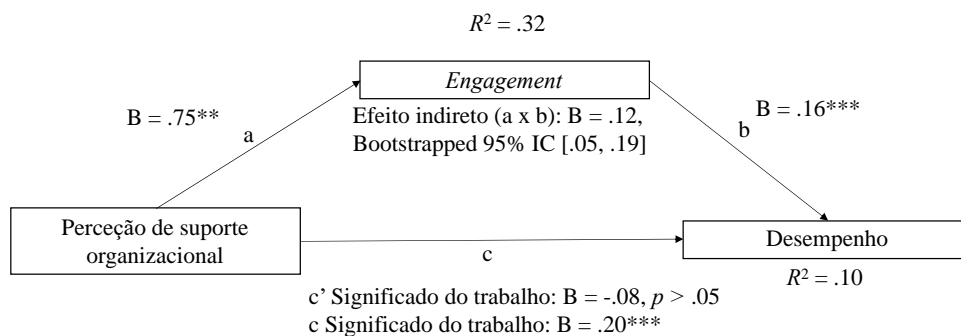 R² = .32
Engagement
B = .75**
a
Efeito indireto (a x b): B = .12,
Bootstrapped 95% IC [.05, .19]
b
B = .16***
Perceção de suporte
organizacional
c
Desempenho
R² = .10
c’ Significado do trabalho: B = -.08, p > .05
c Significado do trabalho: B = .20***